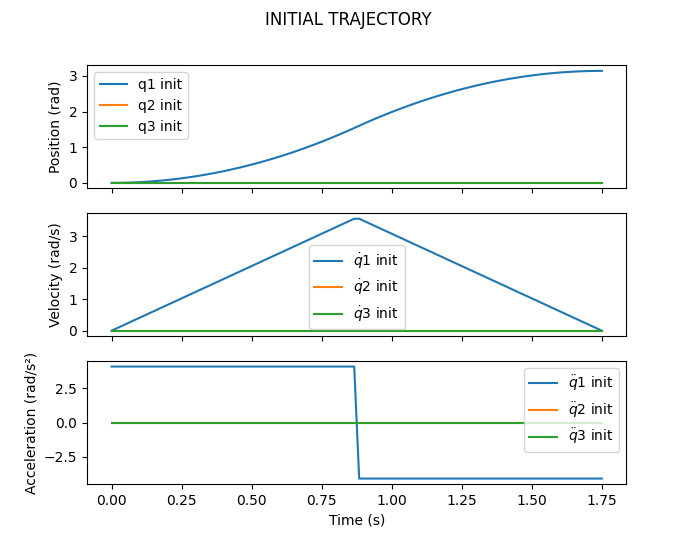 INITIAL TRAJECTORY
Position (rad)
3
2
1
0
q1 init
q2 init
q3 init
Velocity (rad/s)
3
2
1
0
q̇1 init
q̇2 init
q̇3 init
Acceleration (rad/s²)
2.5
0.0
−2.5
q̈1 init
q̈2 init
q̈3 init
0.00 0.25 0.50 0.75 1.00 1.25 1.50 1.75
Time (s)